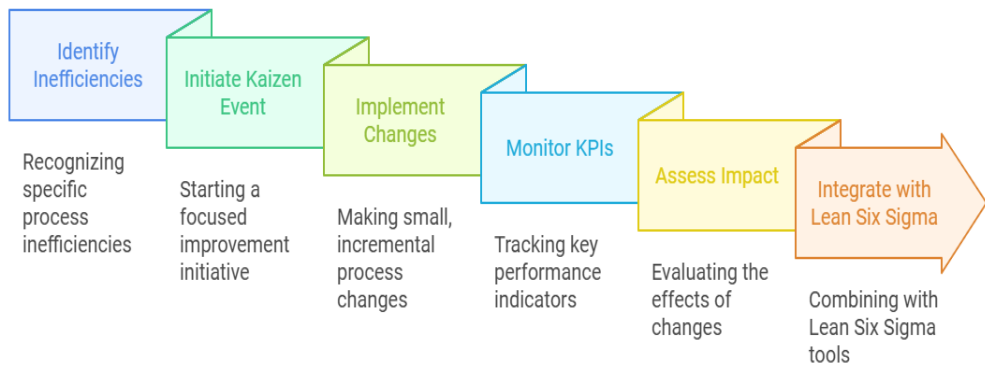 Identify
Inefficiencies
Recognizing
specific
process
inefficiencies
Initiate Kaizen
Event
Starting a
focused
improvement
initiative
Implement
Changes
Making small,
incremental
process
changes
Monitor KPIs
Tracking key
performance
indicators
Assess Impact
Evaluating the
effects of
changes
Integrate with
Lean Six Sigma
Combining with
Lean Six Sigma
tools